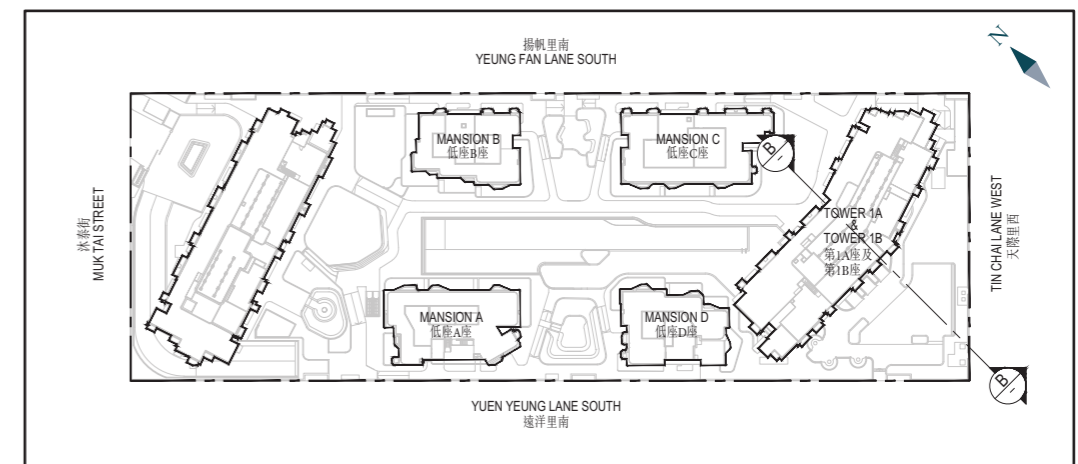 揚帆里南
YEUNG FAN LANE SOUTH
N
MANSION B
低座B座
MANSION C
低座C座
B
沐泰街
MUK TAI STREET
TOWER 1A
&
TOWER 1B
第1A座及
第1B座
TIN CHAI LANE WEST
天際里西
MANSION A
低座A座
MANSION D
低座D座
B
YUEN YEUNG LANE SOUTH
遠洋里南